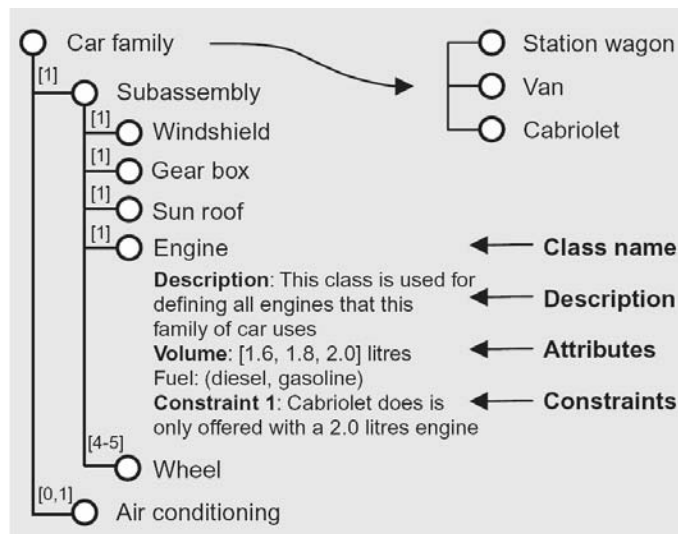 Car family
[1]
Subassembly
[1]
Windshield
[1]
Gear box
[1]
Sun roof
[1]
Engine
Description: This class is used for
defining all engines that this
family of car uses
Volume: [1.6, 1.8, 2.0] litres
Fuel: (diesel, gasoline)
Constraint 1: Cabriolet does is
only offered with a 2.0 litres engine
[4-5]
Wheel
[0,1]
Air conditioning
Station wagon
Van
Cabriolet
Class name
Description
Attributes
Constraints